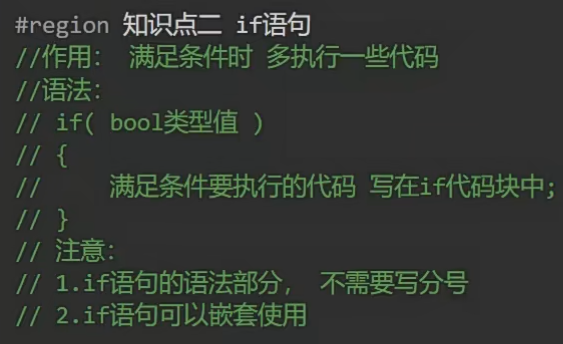 #region 知识点二 if语句
//作用： 满足条件时 多执行一些代码
//语法：
// if( bool类型值 )
// {
//     满足条件要执行的代码 写在if代码块中;
// }
// 注意：
// 1.if语句的语法部分， 不需要写分号
// 2.if语句可以嵌套使用